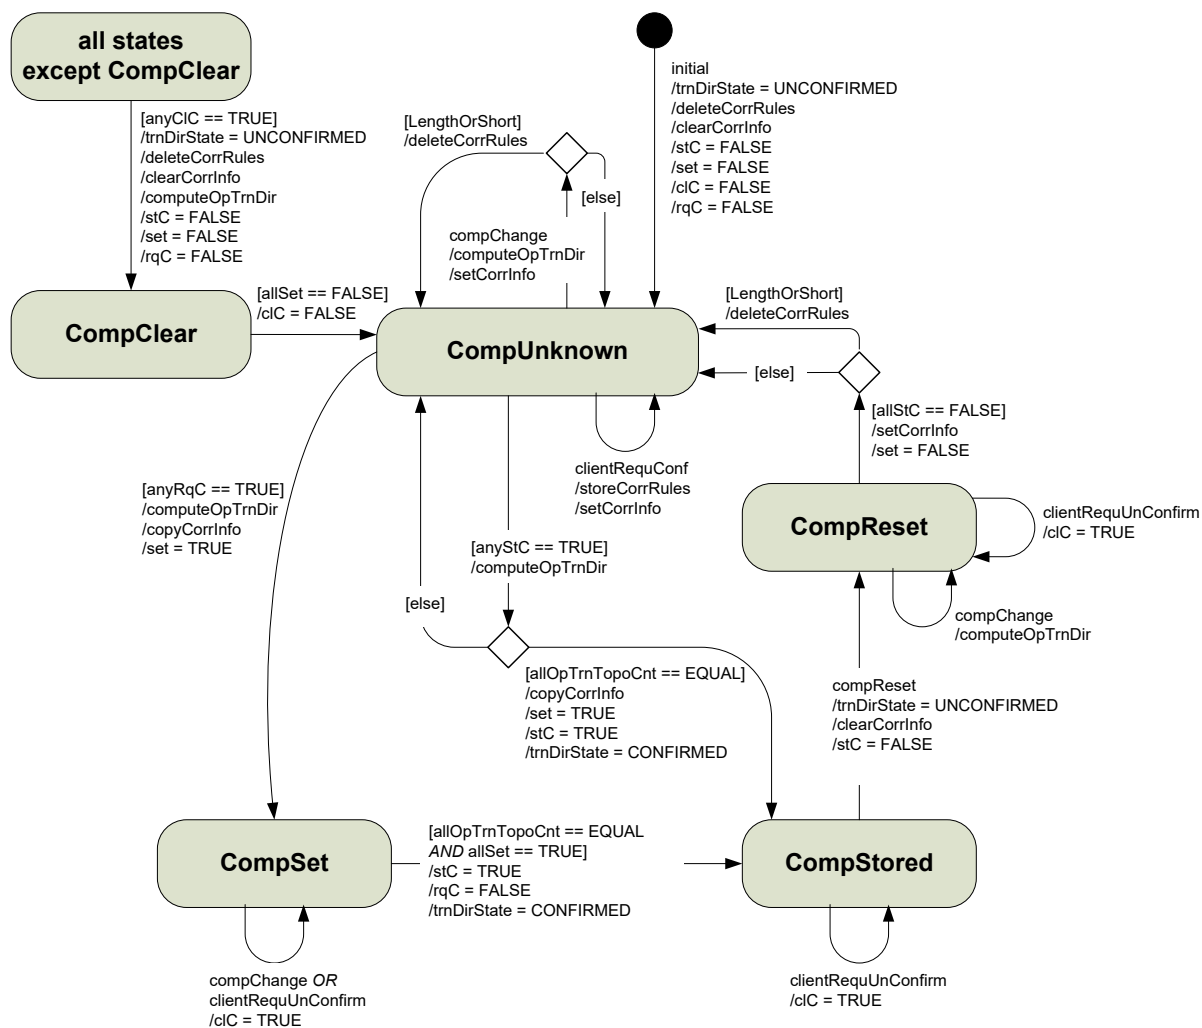 all states
except CompClear
[anyClC == TRUE]
/trnDirState = UNCONFIRMED
/deleteCorrRules
/clearCorrInfo
/computeOpTrnDir
/stC = FALSE
/set = FALSE
/rqC = FALSE
initial
/trnDirState = UNCONFIRMED
/deleteCorrRules
/clearCorrInfo
/stC = FALSE
/set = FALSE
/clC = FALSE
/rqC = FALSE
[LengthOrShort]
/deleteCorrRules
[else]
compChange
/computeOpTrnDir
/setCorrInfo
CompClear
[allSet == FALSE]
/clC = FALSE
CompUnknown
[LengthOrShort]
/deleteCorrRules
[else]
[allStC == FALSE]
/setCorrInfo
/set = FALSE
clientRequConf
/storeCorrRules
/setCorrInfo
[anyRqC == TRUE]
/computeOpTrnDir
/copyCorrInfo
/set = TRUE
[anyStC == TRUE]
/computeOpTrnDir
[else]
CompReset
clientRequUnConfirm
/clC = TRUE
compChange
/computeOpTrnDir
[allOpTrnTopoCnt == EQUAL]
/copyCorrInfo
/set = TRUE
/stC = TRUE
/trnDirState = CONFIRMED
compReset
/trnDirState = UNCONFIRMED
/clearCorrInfo
/stC = FALSE
CompSet
[allOpTrnTopoCnt == EQUAL
AND allSet == TRUE]
/stC = TRUE
/rqC = FALSE
/trnDirState = CONFIRMED
CompStored
compChange OR
clientRequUnConfirm
/clC = TRUE
clientRequUnConfirm
/clC = TRUE